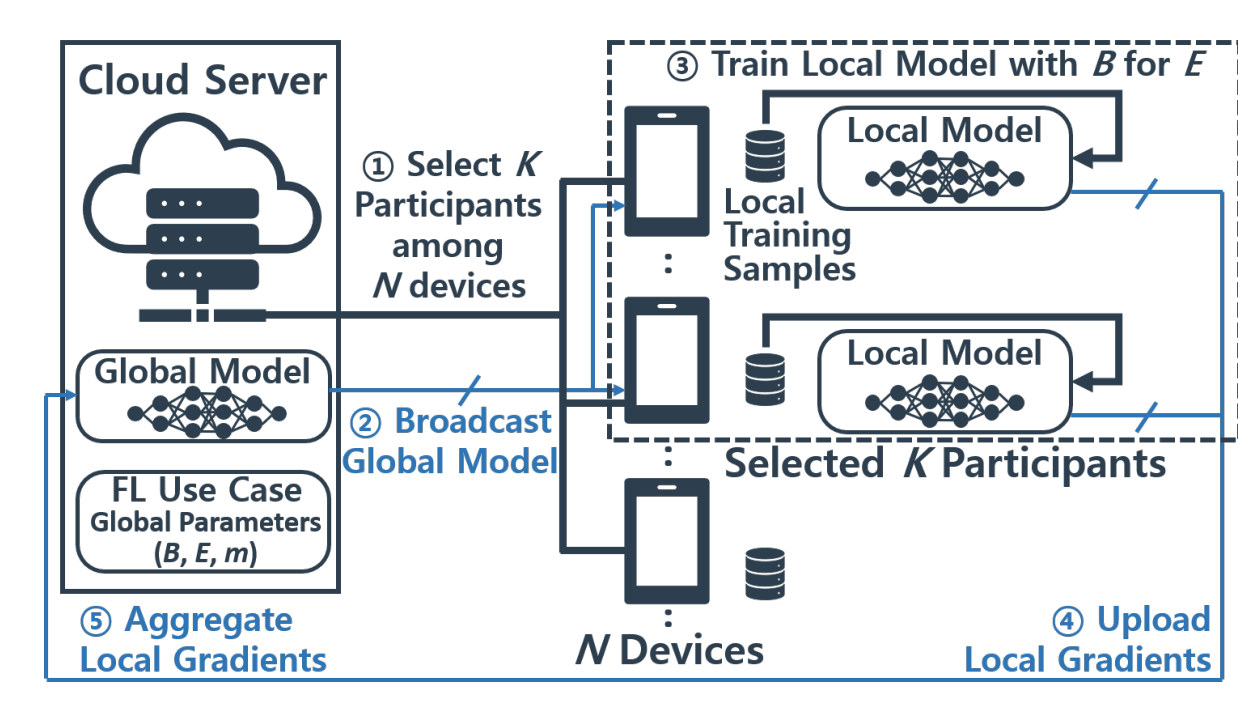 Cloud Server
① Select K
Participants
among
N devices
Global Model
② Broadcast
Global Model
FL Use Case
Global Parameters
(B, E, m)
③ Train Local Model with B for E
Local Model
Local
Training
Samples
Local Model
Selected K Participants
N Devices
④ Upload
Local Gradients
⑤ Aggregate
Local Gradients